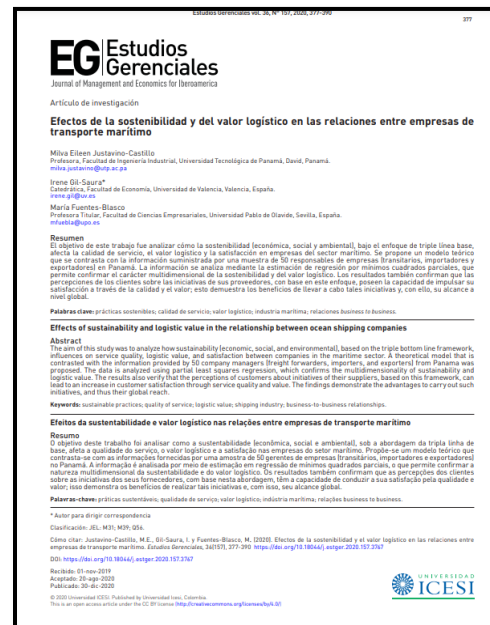 Estudios Gerenciales vol. 36, N° 157, 2020, 377-390
377
EG Estudios
Gerenciales
Journal of Management and Economics for Iberoamerica
Artículo de investigación
Efectos de la sostenibilidad y del valor logístico en las relaciones entre empresas de
transporte marítimo
Milva Eileen Justavino-Castillo
Profesora, Facultad de Ingeniería Industrial, Universidad Tecnológica de Panamá, David, Panamá.
milva.justavino@utp.ac.pa
Irene Gil-Saura*
Catedrática, Facultad de Economía, Universidad de Valencia, Valencia, España.
irene.gil@uv.es
María Fuentes-Blasco
Profesora Titular, Facultad de Ciencias Empresariales, Universidad Pablo de Olavide, Sevilla, España.
mfuebla@upo.es
Resumen
El objetivo de este trabajo fue analizar cómo la sostenibilidad (económica, social y ambiental), bajo el enfoque de triple línea base,
afecta la calidad de servicio, el valor logístico y la satisfacción en empresas del sector marítimo. Se propone un modelo teórico
que se contrasta con la información suministrada por una muestra de 50 responsables de empresas (transitarios, importadores y
exportadores) en Panamá. La información se analiza mediante la estimación de regresión por mínimos cuadrados parciales, que
permite confirmar el carácter multidimensional de la sostenibilidad y del valor logístico. Los resultados también confirman que las
percepciones de los clientes sobre las iniciativas de sus proveedores, con base en este enfoque, poseen la capacidad de impulsar su
satisfacción a través de la calidad y el valor; esto demuestra los beneficios de llevar a cabo tales iniciativas y, con ello, su alcance a
nivel global.
Palabras clave: prácticas sostenibles; calidad de servicio; valor logístico; industria marítima; relaciones business to business.
Effects of sustainability and logistic value in the relationship between ocean shipping companies
Abstract
The aim of this study was to analyze how sustainability (economic, social, and environmental), based on the triple bottom line framework,
influences on service quality, logistic value, and satisfaction between companies in the maritime sector. A theoretical model that is
contrasted with the information provided by 50 company managers (freight forwarders, importers, and exporters) from Panama was
proposed. The data is analyzed using partial least squares regression, which confirms the multidimensionality of sustainability and
logistic value. The results also verify that the perceptions of customers about initiatives of their suppliers, based on this framework, can
lead to an increase in customer satisfaction through service quality and value. The findings demonstrate the advantages to carry out such
initiatives, and thus their global reach.
Keywords: sustainable practices; quality of service; logistic value; shipping industry; business-to-business relationships.
Efeitos da sustentabilidade e valor logístico nas relações entre empresas de transporte marítimo
Resumo
O objetivo deste trabalho foi analisar como a sustentabilidade (econômica, social e ambiental), sob a abordagem da tripla linha de
base, afeta a qualidade do serviço, o valor logístico e a satisfação nas empresas do setor marítimo. Propõe-se um modelo teórico que
contrasta-se com as informações fornecidas por uma amostra de 50 gerentes de empresas (transitários, importadores e exportadores)
no Panamá. A informação é analisada por meio de estimação em regressão de mínimos quadrados parciais, o que permite confirmar a
natureza multidimensional da sustentabilidade e do valor logístico. Os resultados também confirmam que as percepções dos clientes
sobre as iniciativas dos seus fornecedores, com base nesta abordagem, têm a capacidade de conduzir a sua satisfação pela qualidade e
valor; isso demonstra os benefícios de realizar tais iniciativas e, com isso, seu alcance global.
Palavras-chave: práticas sustentáveis; qualidade de serviço; valor logístico; indústria marítima; relações business to business.
* Autor para dirigir correspondencia
Clasificación: JEL: M31; M39; Q56.
Cómo citar: Justavino-Castillo, M.E., Gil-Saura, I. y Fuentes-Blasco, M. (2020). Efectos de la sostenibilidad y el valor logístico en las relaciones entre
empresas de transporte marítimo. Estudios Gerenciales, 36(157), 377-390. https://doi.org/10.18046/j.estger.2020.157.3767
DOI: https://doi.org/10.18046/j.estger.2020.157.3767
Recibido: 01-nov-2019
Aceptado: 20-ago-2020
Publicado: 30-dic-2020
© 2020 Universidad ICESI. Published by Universidad Icesi, Colombia.
This is an open access article under the CC BY license (http://creativecommons.org/licenses/by/4.0/)
UNIVERSIDAD
ICESI